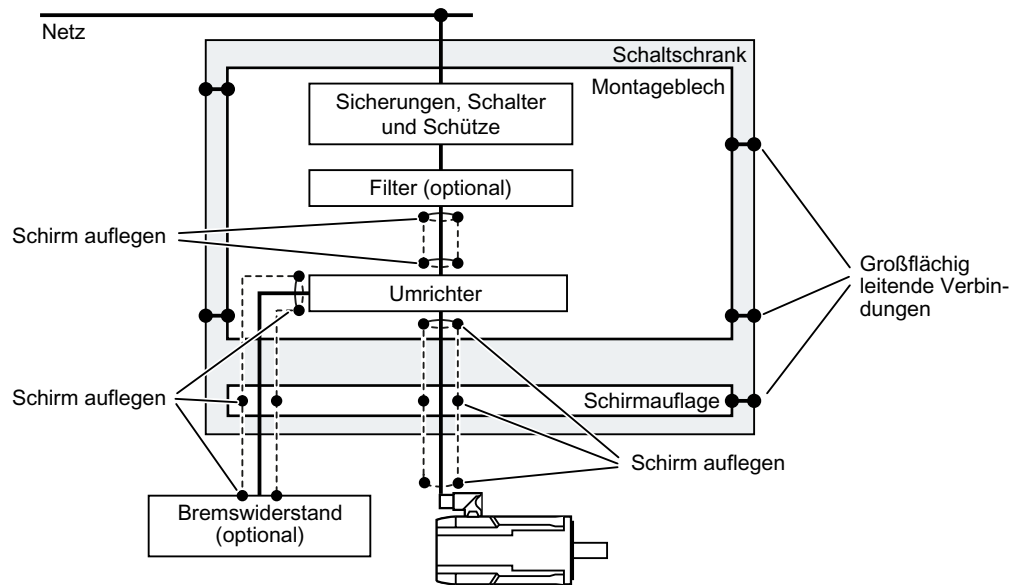 Netz
Schaltschrank
Montageblech
Sicherungen, Schalter
und Schütze
Filter (optional)
Schirm auflegen
Umrichter
Großflächig
leitende Verbin-
dungen
Schirm auflegen
Schirmauflage
Schirm auflegen
Bremswiderstand
(optional)